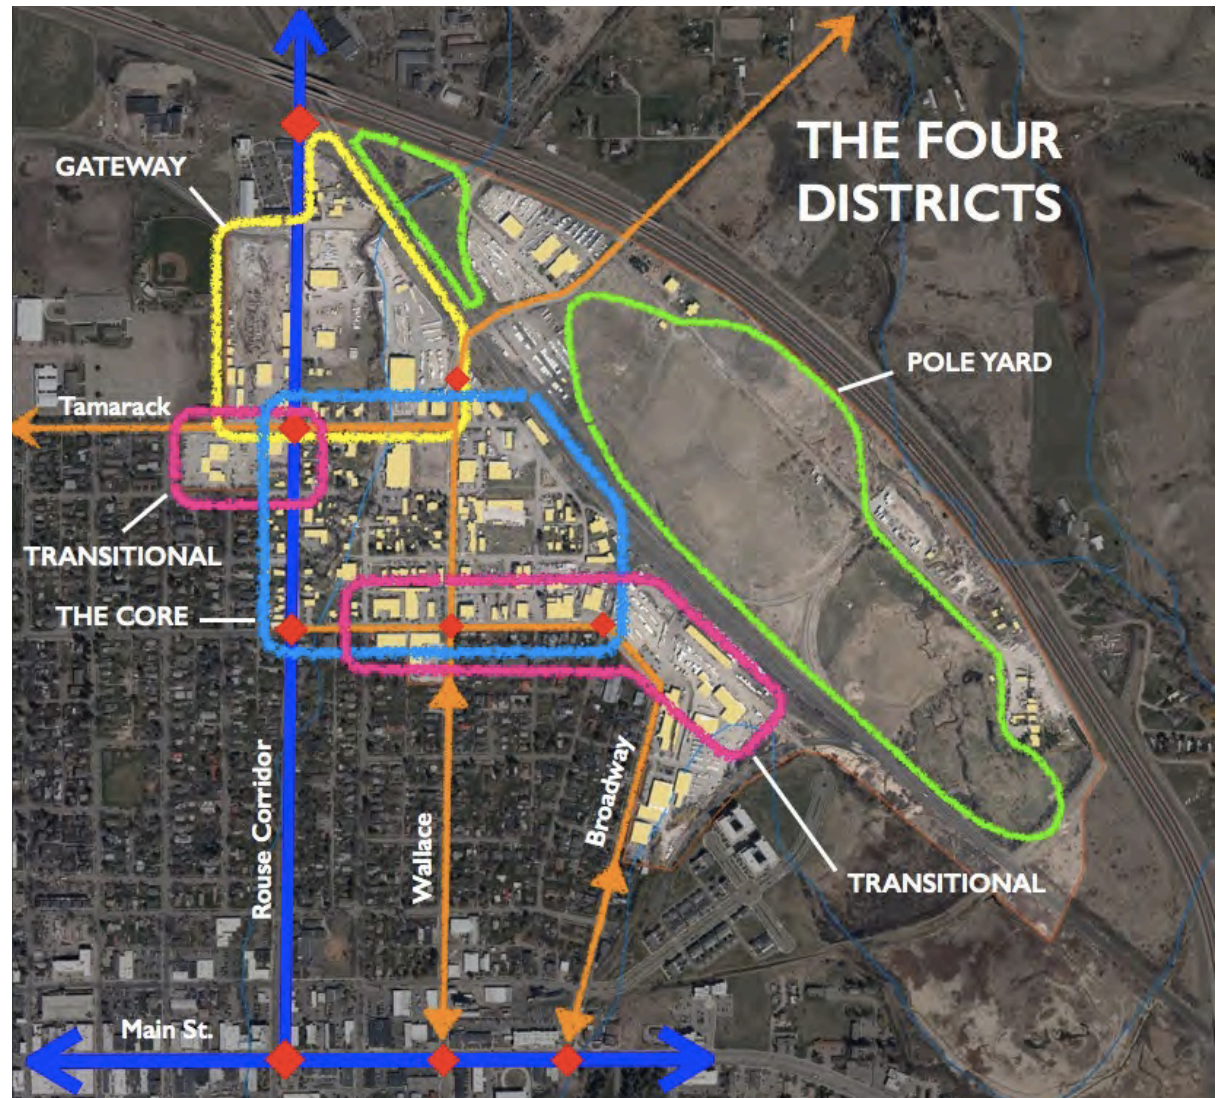 THE FOUR
DISTRICTS
GATEWAY
POLE YARD
Tamarack
TRANSITIONAL
THE CORE
Rouse Corridor
Wallace
Broadway
TRANSITIONAL
Main St.